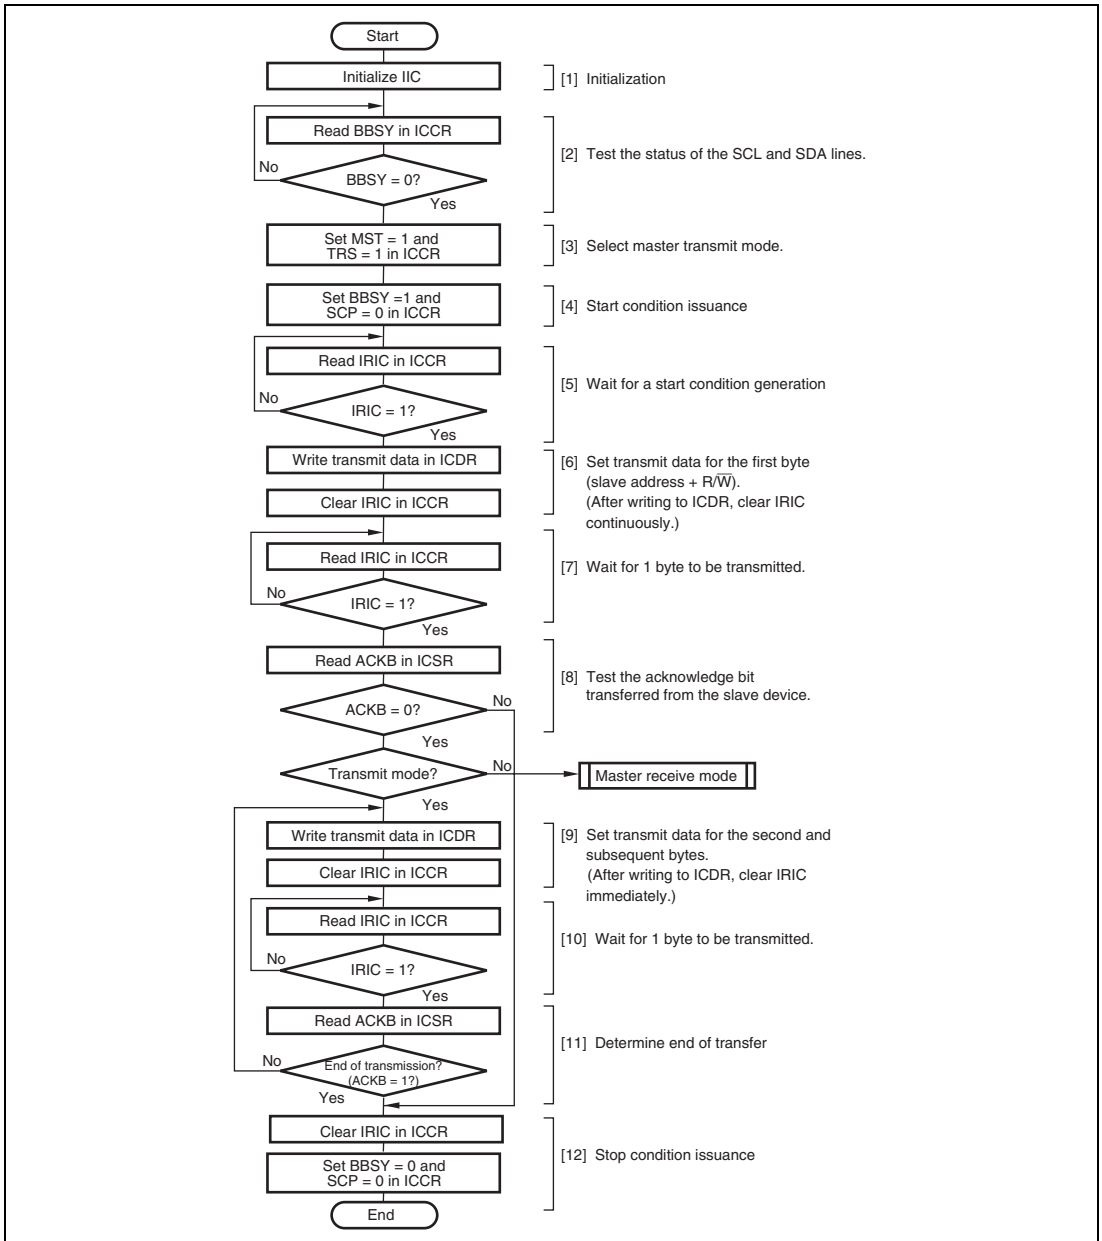 Start
Initialize IIC
[1] Initialization
Read BBSY in ICCR
[2] Test the status of the SCL and SDA lines.
No
BBSY = 0?
Yes
Set MST = 1 and
TRS = 1 in ICCR
[3] Select master transmit mode.
Set BBSY =1 and
SCP = 0 in ICCR
[4] Start condition issuance
Read IRIC in ICCR
[5] Wait for a start condition generation
No
IRIC = 1?
Yes
Write transmit data in ICDR
[6] Set transmit data for the first byte
(slave address + R/W̅).
(After writing to ICDR, clear IRIC
continuously.)
Clear IRIC in ICCR
Read IRIC in ICCR
[7] Wait for 1 byte to be transmitted.
No
IRIC = 1?
Yes
Read ACKB in ICSR
[8] Test the acknowledge bit
transferred from the slave device.
ACKB = 0?
No
Yes
Transmit mode?
No
Master receive mode
Yes
Write transmit data in ICDR
[9] Set transmit data for the second and
subsequent bytes.
(After writing to ICDR, clear IRIC
immediately.)
Clear IRIC in ICCR
Read IRIC in ICCR
[10] Wait for 1 byte to be transmitted.
No
IRIC = 1?
Yes
Read ACKB in ICSR
[11] Determine end of transfer
No
End of transmission?
(ACKB = 1?)
Yes
Clear IRIC in ICCR
[12] Stop condition issuance
Set BBSY = 0 and
SCP = 0 in ICCR
End